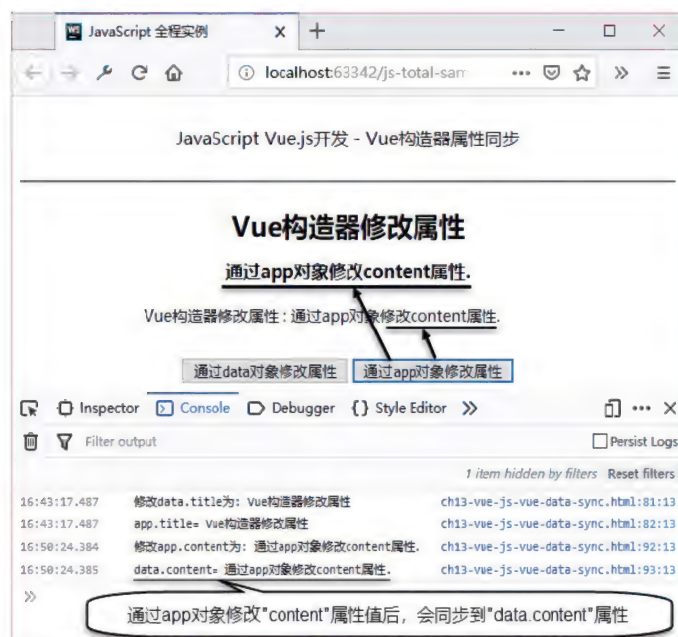 JavaScript 全程实例
localhost:63342/js-total-sam
JavaScript Vue.js开发 - Vue构造器属性同步
Vue构造器修改属性
通过app对象修改content属性.
Vue构造器修改属性 : 通过app对象修改content属性.
通过data对象修改属性 通过app对象修改属性
Inspector Console Debugger {} Style Editor
Filter output Persist Logs
1 item hidden by filters Reset filters
16:43:17.487 修改data.title为: Vue构造器修改属性 ch13-vue-js-vue-data-sync.html:81:13
16:43:17.487 app.title= Vue构造器修改属性 ch13-vue-js-vue-data-sync.html:82:13
16:50:24.384 修改app.content为: 通过app对象修改content属性. ch13-vue-js-vue-data-sync.html:92:13
16:50:24.385 data.content= 通过app对象修改content属性. ch13-vue-js-vue-data-sync.html:93:13
通过app对象修改"content"属性值后，会同步到"data.content"属性